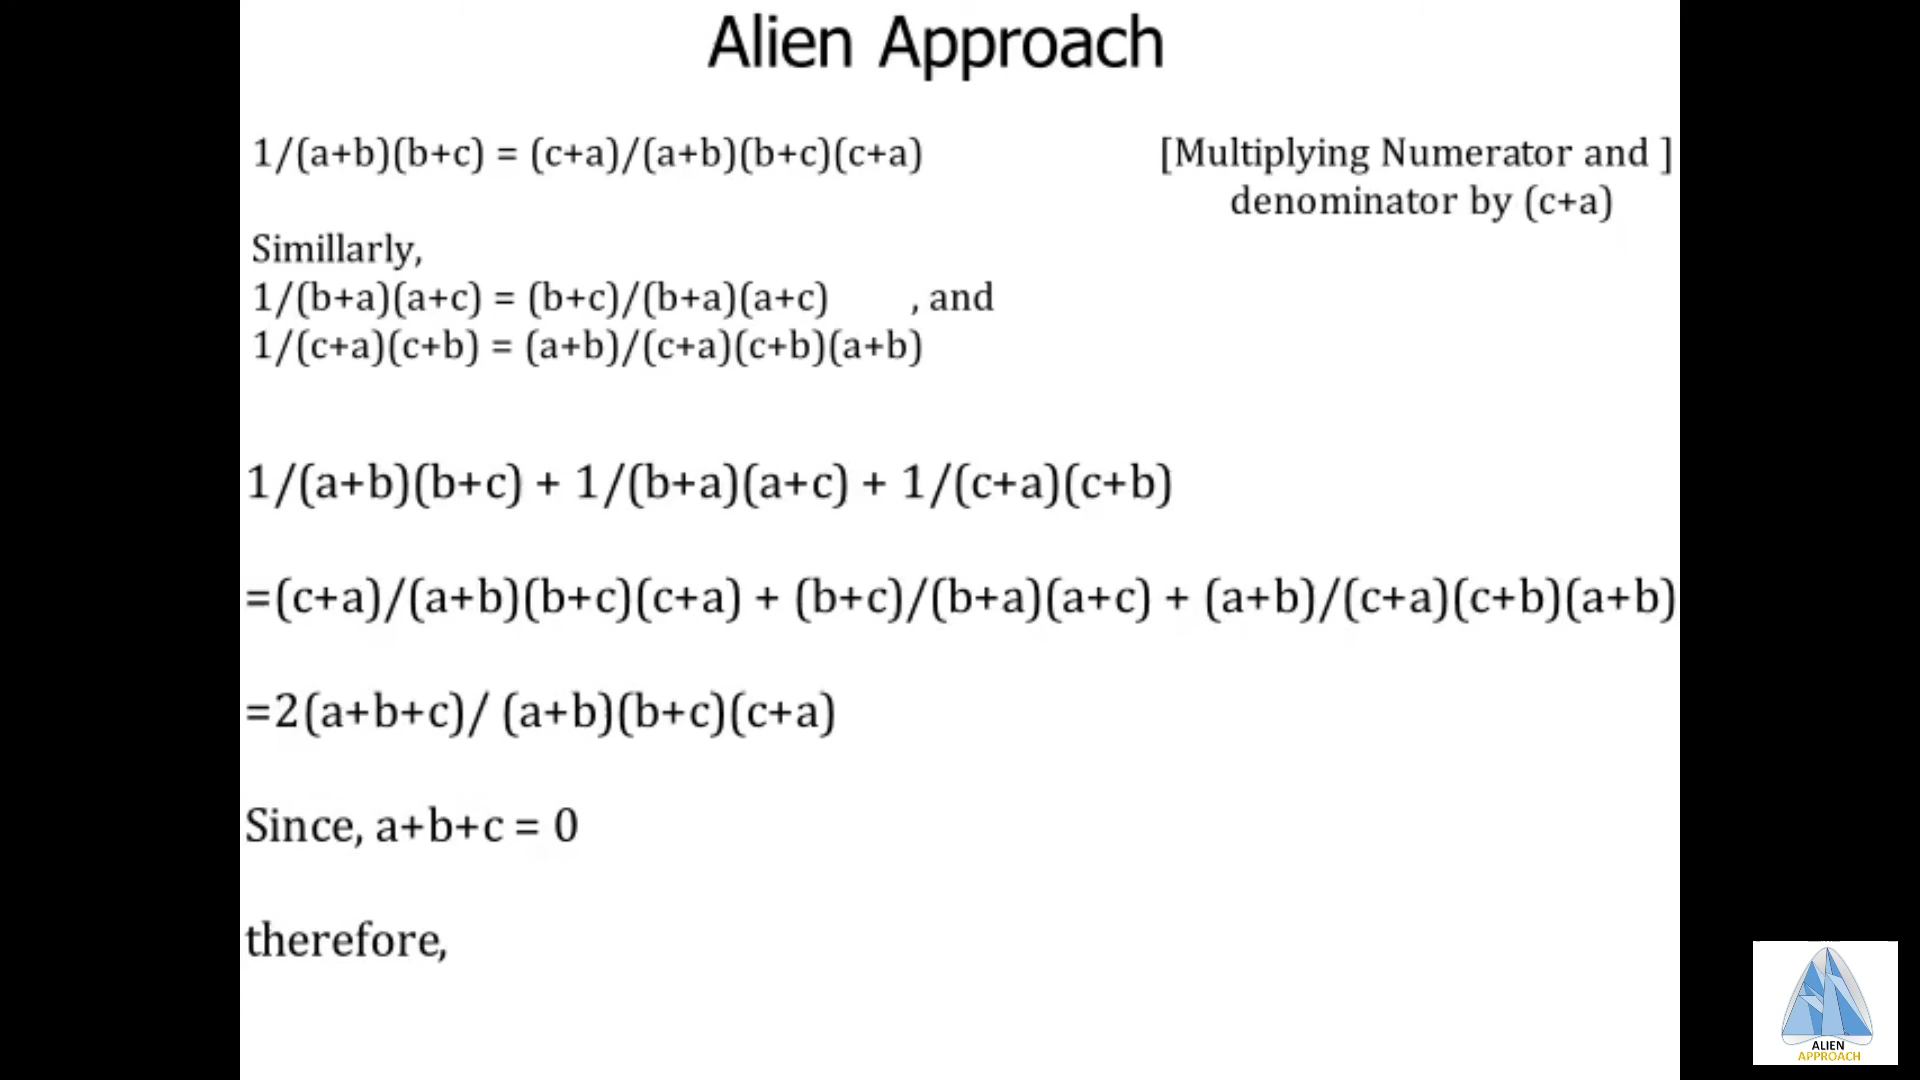 Alien Approach
1/(a+b)(b+c) = (c+a)/(a+b)(b+c)(c+a) [Multiplying Numerator and ]
denominator by (c+a)
Simillarly,
1/(b+a)(a+c) = (b+c)/(b+a)(a+c) , and
1/(c+a)(c+b) = (a+b)/(c+a)(c+b)(a+b)
1/(a+b)(b+c) + 1/(b+a)(a+c) + 1/(c+a)(c+b)
=(c+a)/(a+b)(b+c)(c+a) + (b+c)/(b+a)(a+c) + (a+b)/(c+a)(c+b)(a+b)
=2(a+b+c)/ (a+b)(b+c)(c+a)
Since, a+b+c = 0
therefore,
ALIEN
APPROACH